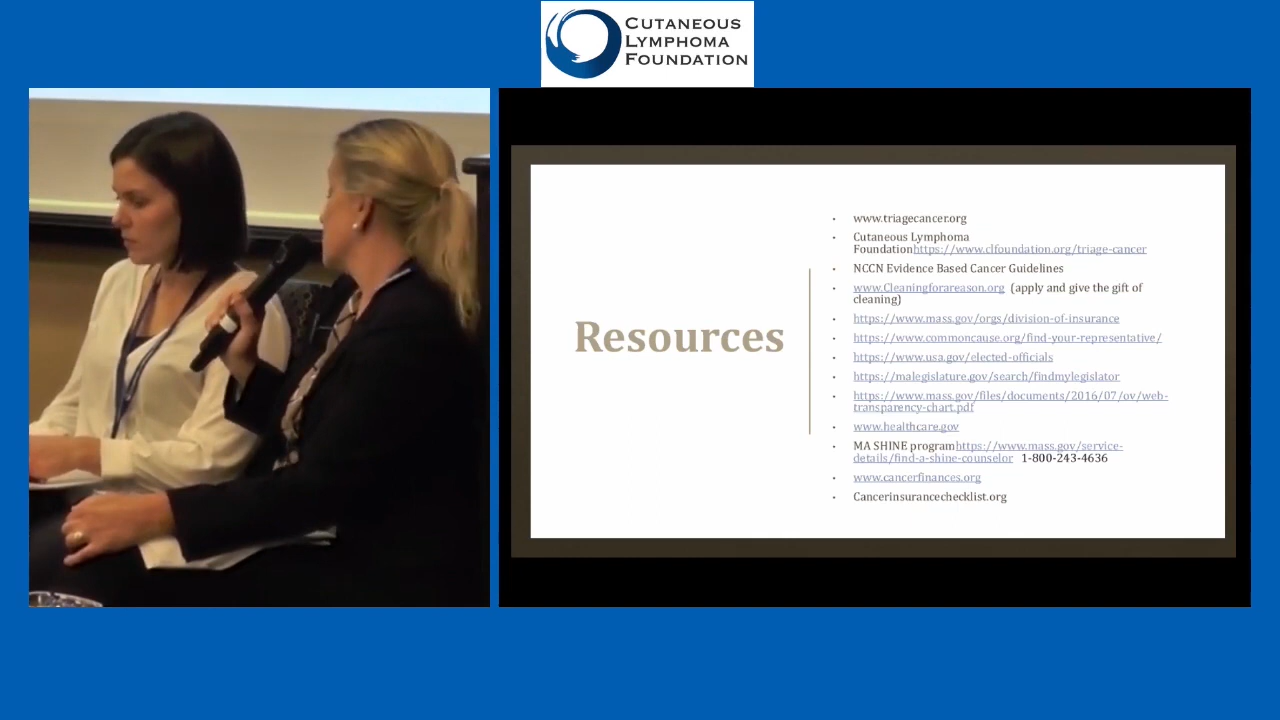 CUTANEOUS
LYMPHOMA
FOUNDATION
Resources
www.triagecancer.org
Cutaneous Lymphoma
Foundationhttps://www.clfoundation.org/triage-cancer
NCCN Evidence Based Cancer Guidelines
www.Cleaningforareason.org (apply and give the gift of
cleaning)
https://www.mass.gov/orgs/division-of-insurance
https://www.commoncause.org/find-your-representative/
https://www.usa.gov/elected-officials
https://malegislature.gov/search/findmylegislator
https://www.mass.gov/files/documents/2016/07/ov/web-
transparency-chart.pdf
www.healthcare.gov
MA SHINE programhttps://www.mass.gov/service-
details/find-a-shine-counselor 1-800-243-4636
www.cancerfinances.org
Cancerinsurancechecklist.org